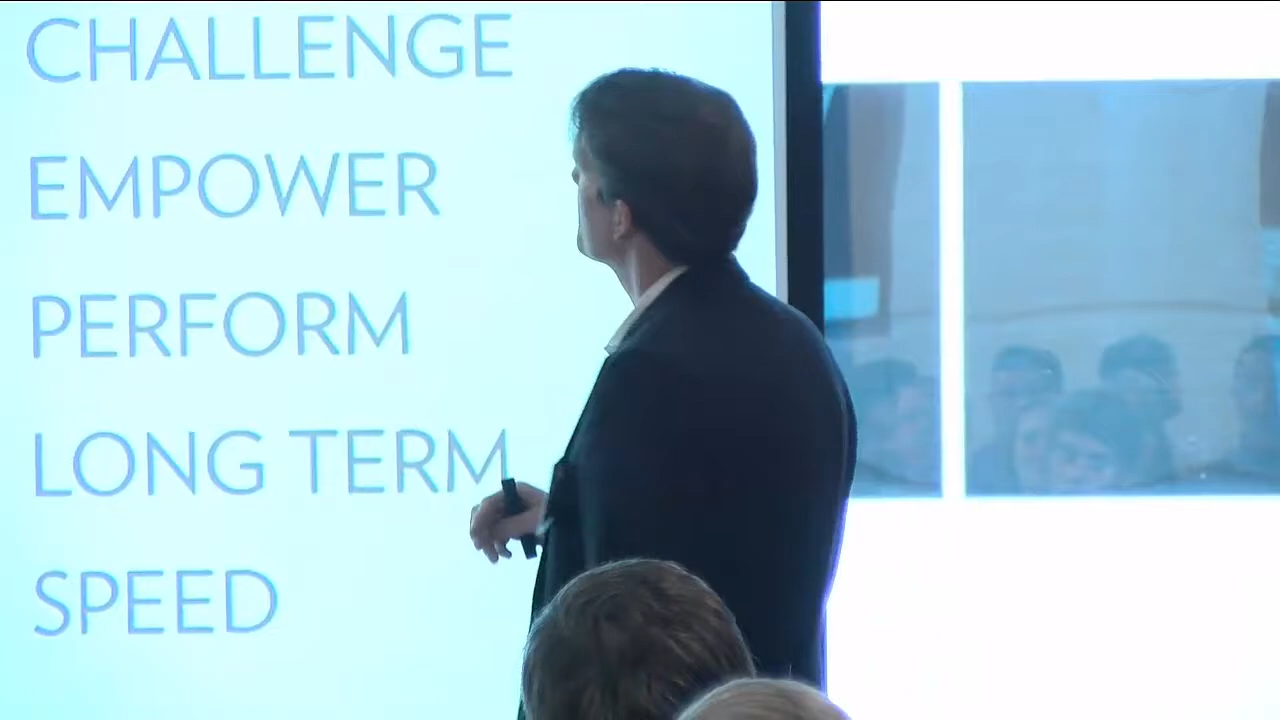 CHALLENGE
EMPOWER
PERFORM
LONG TERM
SPEED